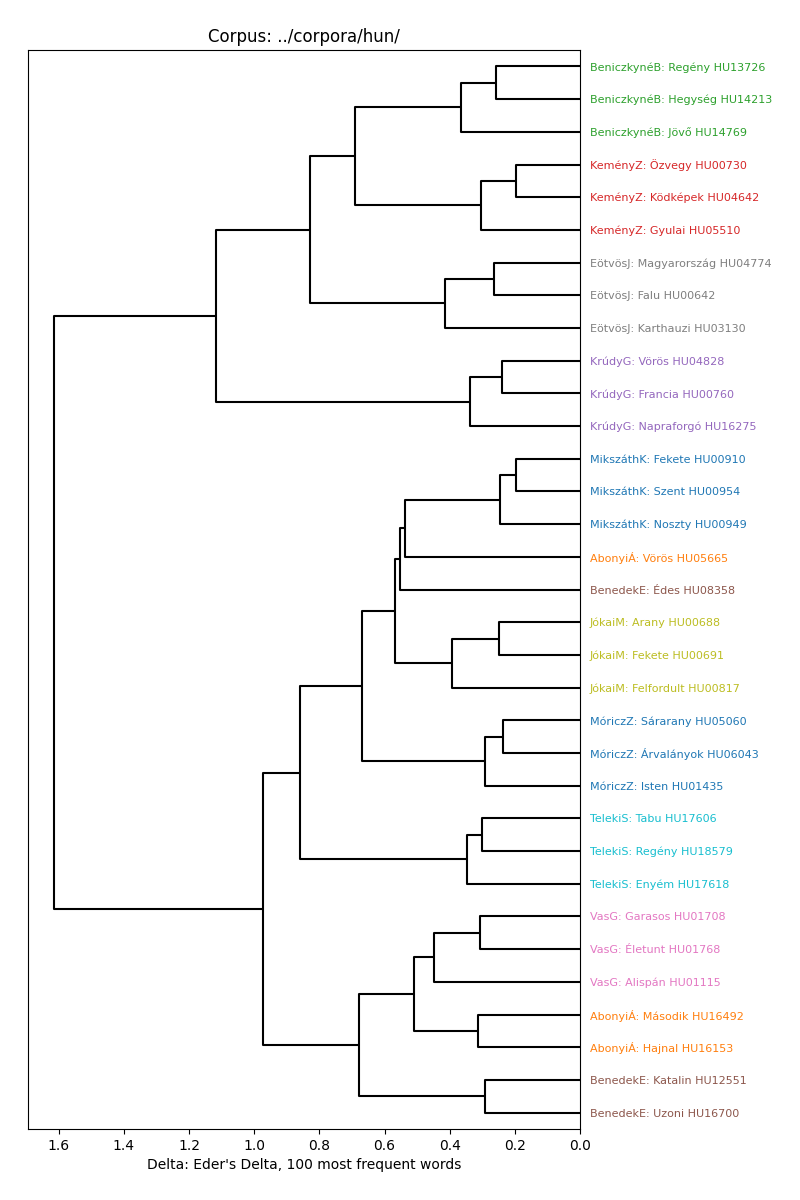 Corpus: ../corpora/hun/
BeniczkynéB: Regény HU13726
BeniczkynéB: Hegység HU14213
BeniczkynéB: Jövő HU14769
KeményZ: Özvegy HU00730
KeményZ: Ködképek HU04642
KeményZ: Gyulai HU05510
EötvösJ: Magyarország HU04774
EötvösJ: Falu HU00642
EötvösJ: Karthauzi HU03130
KrúdyG: Vörös HU04828
KrúdyG: Francia HU00760
KrúdyG: Napraforgó HU16275
MikszáthK: Fekete HU00910
MikszáthK: Szent HU00954
MikszáthK: Noszty HU00949
AbonyiÁ: Vörös HU05665
BenedekE: Édes HU08358
JókaiM: Arany HU00688
JókaiM: Fekete HU00691
JókaiM: Felfordult HU00817
MóriczZ: Sárarany HU05060
MóriczZ: Árvalányok HU06043
MóriczZ: Isten HU01435
TelekiS: Tabu HU17606
TelekiS: Regény HU18579
TelekiS: Enyém HU17618
VasG: Garasos HU01708
VasG: Életunt HU01768
VasG: Alispán HU01115
AbonyiÁ: Második HU16492
AbonyiÁ: Hajnal HU16153
BenedekE: Katalin HU12551
BenedekE: Uzoni HU16700
1.6 1.4 1.2 1.0 0.8 0.6 0.4 0.2 0.0
Delta: Eder's Delta, 100 most frequent words